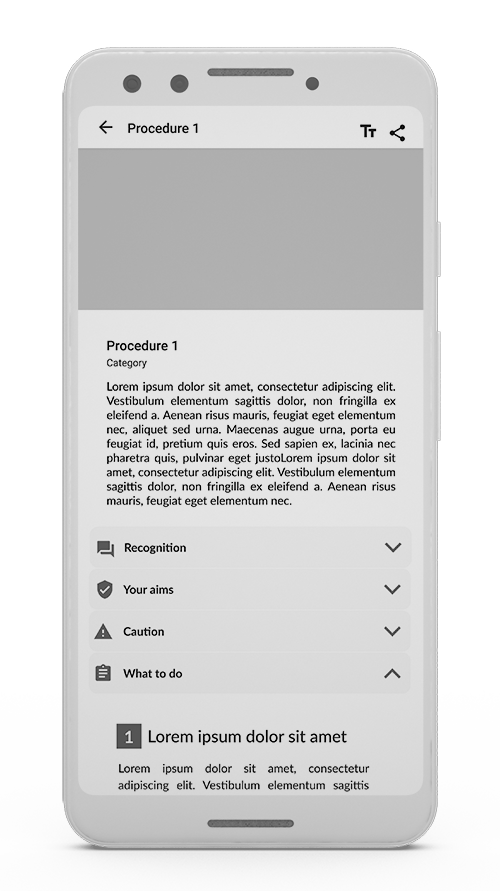 Procedure 1
Procedure 1
Category
Lorem ipsum dolor sit amet, consectetur adipiscing elit.
Vestibulum elementum sagittis dolor, non fringilla ex
eleifend a. Aenean risus mauris, feugiat eget elementum
nec, aliquet sed urna. Maecenas augue urna, porta eu
feugiat id, pretium quis eros. Sed sapien ex, lacinia nec
pharetra quis, pulvinar eget justoLorem ipsum dolor sit
amet, consectetur adipiscing elit. Vestibulum elementum
sagittis dolor, non fringilla ex eleifend a. Aenean risus
mauris, feugiat eget elementum nec.
Recognition
Your aims
Caution
What to do
1 Lorem ipsum dolor sit amet
Lorem ipsum dolor sit amet, consectetur
adipiscing elit. Vestibulum elementum sagittis